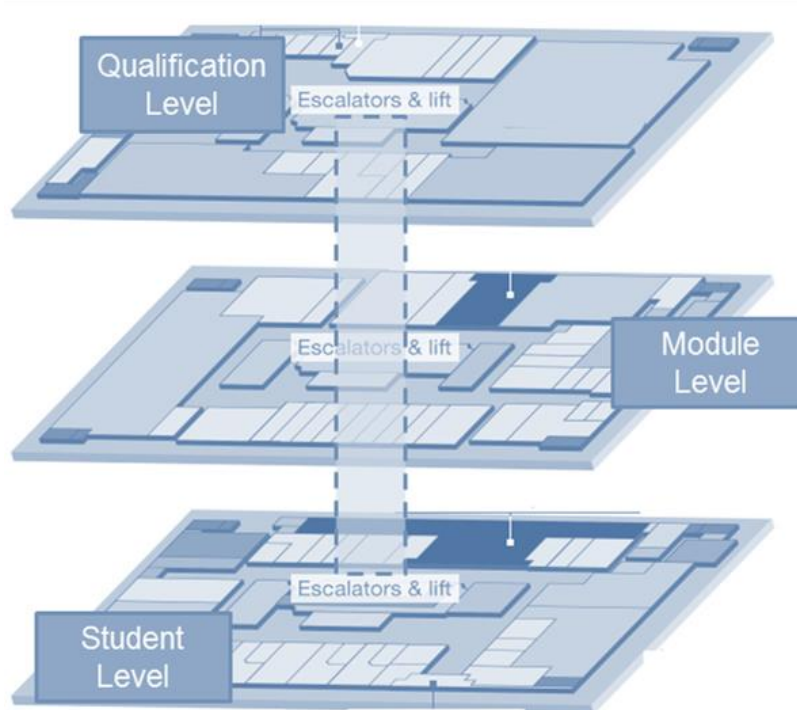 Qualification
Level
Escalators & lift
Escalators & lift
Module
Level
Escalators & lift
Student
Level